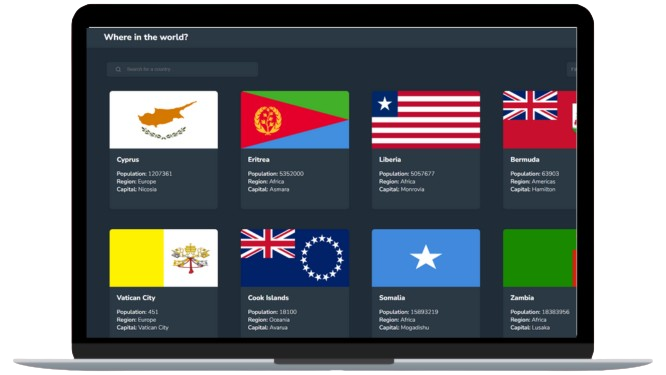 Where in the world?
Search for a country
Cyprus
Population: 1207361
Region: Europe
Capital: Nicosia
Eritrea
Population: 5352000
Region: Africa
Capital: Asmara
Liberia
Population: 5057677
Region: Africa
Capital: Monrovia
Bermuda
Population: 63903
Region: Americas
Capital: Hamilton
Vatican City
Population: 451
Region: Europe
Capital: Vatican City
Cook Islands
Population: 18100
Region: Oceania
Capital: Avarua
Somalia
Population: 15893219
Region: Africa
Capital: Mogadishu
Zambia
Population: 18383956
Region: Africa
Capital: Lusaka